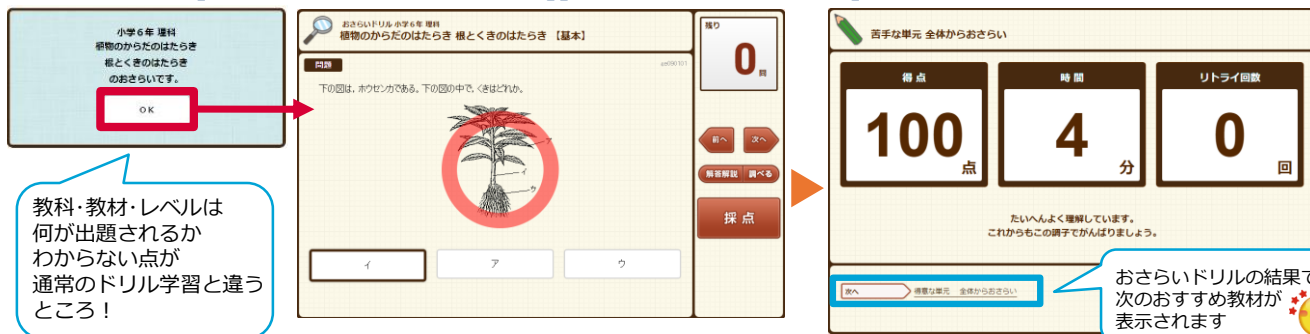 小学6年 理科
植物のからだのはたらき
根とくきのはたらき
のおさらいです。
OK
教科・教材・レベルは
何が出題されるか
わからない点が
通常のドリル学習と違う
ところ！
おさらいドリル 小学6年 理科
植物のからだのはたらき 根とくきのはたらき 【基本】
問題
下の図は，ホウセンカである。下の図の中で，くきはどれか。
ア
イ
ウ
イ
ア
ウ
残り
0
問
前へ
次へ
解答解説
調べる
採点
苦手な単元 全体からおさらい
得点
100
点
時間
4
分
リトライ回数
0
回
たいへんよく理解しています。
これからもこの調子でがんばりましょう。
次へ
得意な単元 全体からおさらい
おさらいドリルの結果で
次のおすすめ教材が
表示されます